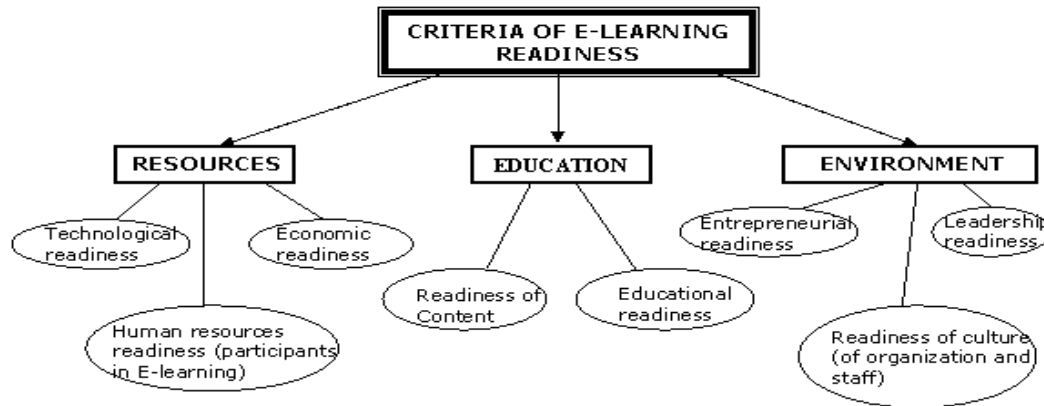 CRITERIA OF E-LEARNING
READINESS
RESOURCES
EDUCATION
ENVIRONMENT
Technological
readiness
Economic
readiness
Entrepreneurial
readiness
Leadership
readiness
Human resources
readiness (participants
in E-learning)
Readiness of
Content
Educational
readiness
Readiness of culture
(of organization and
staff)